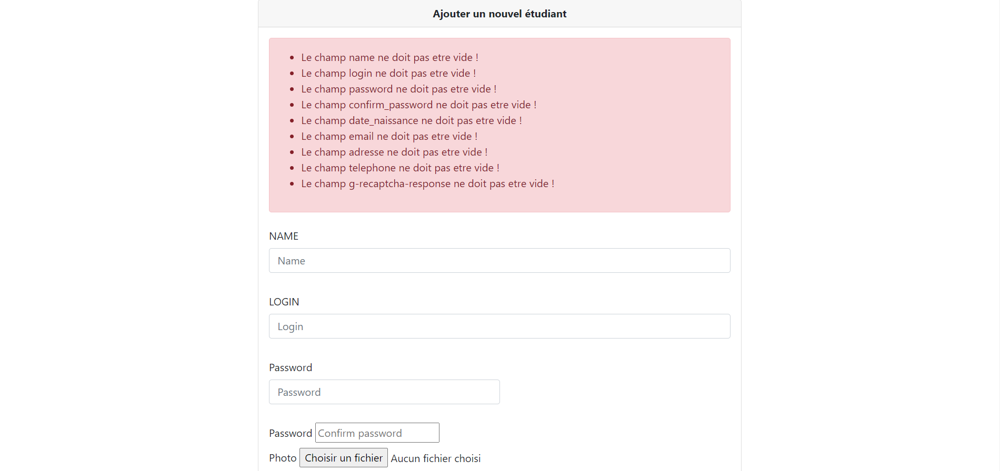 Ajouter un nouvel étudiant
Le champ name ne doit pas etre vide !
Le champ login ne doit pas etre vide !
Le champ password ne doit pas etre vide !
Le champ confirm_password ne doit pas etre vide !
Le champ date_naissance ne doit pas etre vide !
Le champ email ne doit pas etre vide !
Le champ adresse ne doit pas etre vide !
Le champ telephone ne doit pas etre vide !
Le champ g-recaptcha-response ne doit pas etre vide !
NAME
Name
LOGIN
Login
Password
Password
Password Confirm password
Photo Choisir un fichier Aucun fichier choisi